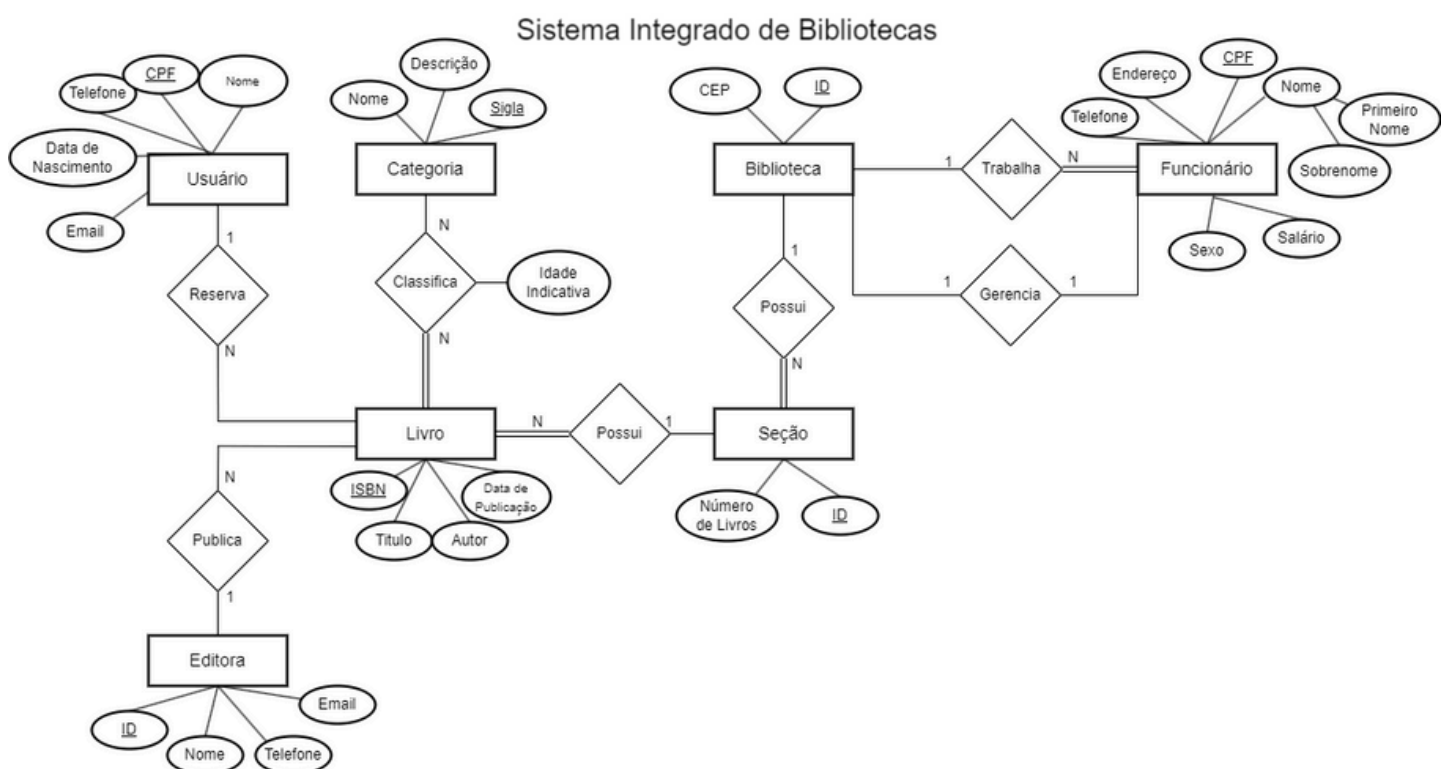 Sistema Integrado de Bibliotecas
Telefone
CPF
Nome
Data de
Nascimento
Email
Usuário
1
Reserva
N
Nome
Descrição
Sigla
Categoria
N
Classifica
Idade
Indicativa
N
CEP
ID
Biblioteca
1
Trabalha
N
Endereço
CPF
Nome
Primeiro
Nome
Telefone
Sobrenome
Funcionário
Sexo
Salário
1
Gerencia
1
1
Possui
N
Livro
N
Possui
1
Seção
ISBN
Data de
Publicação
Titulo
Autor
Número
de Livros
ID
N
Publica
1
Editora
ID
Nome
Telefone
Email